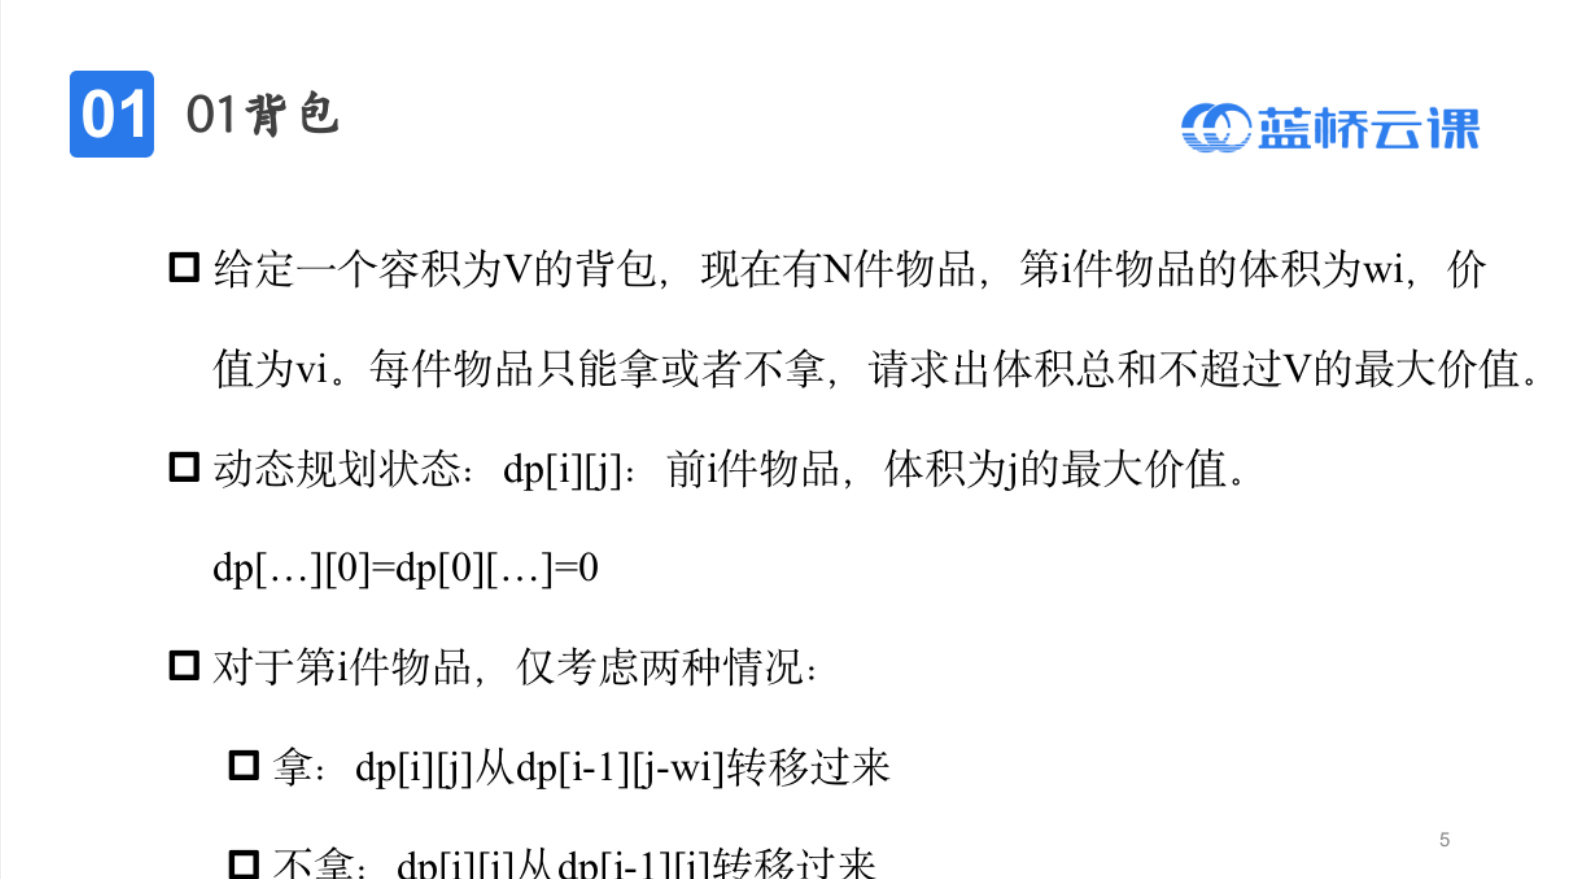 01 01背包
蓝桥云课
给定一个容积为V的背包，现在有N件物品，第i件物品的体积为wi，价
值为vi。每件物品只能拿或者不拿，请求出体积总和不超过V的最大价值。
动态规划状态：dp[i][j]：前i件物品，体积为j的最大价值。
dp[…][0]=dp[0][…]=0
对于第i件物品，仅考虑两种情况：
拿：dp[i][j]从dp[i-1][j-wi]转移过来
不拿：dp[i][j]从dp[i-1][j]转移过来
5